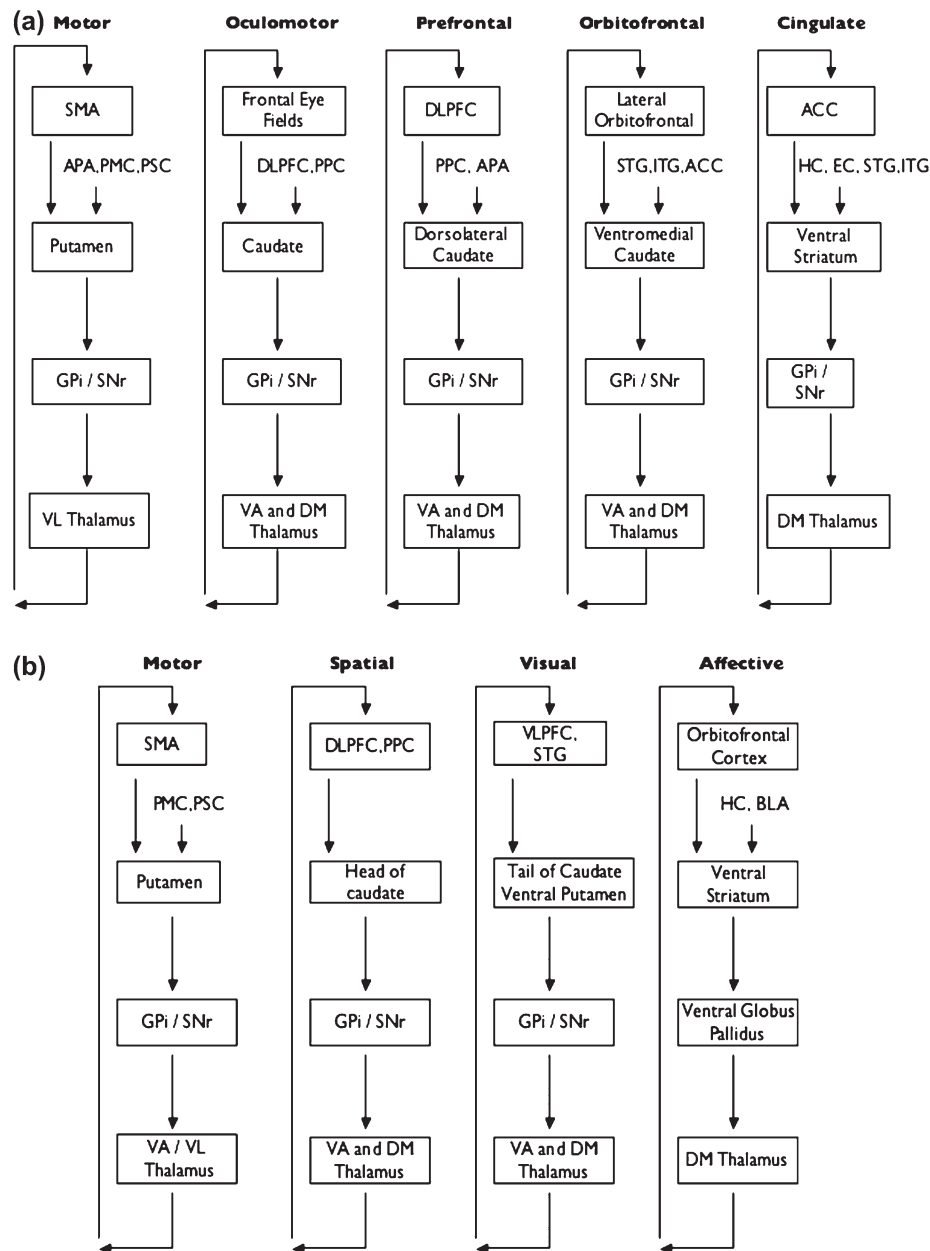 (a) Motor Oculomotor Prefrontal Orbitofrontal Cingulate
SMA
Frontal Eye
Fields
DLPFC
Lateral
Orbitofrontal
ACC
APA,PMC,PSC
DLPFC,PPC
PPC, APA
STG,ITG,ACC
HC, EC, STG,ITG
Putamen
Caudate
Dorsolateral
Caudate
Ventromedial
Caudate
Ventral
Striatum
GPi / SNr
GPi / SNr
GPi / SNr
GPi / SNr
GPi /
SNr
VL Thalamus
VA and DM
Thalamus
VA and DM
Thalamus
VA and DM
Thalamus
DM Thalamus
(b) Motor Spatial Visual Affective
SMA
DLPFC,PPC
VLPFC,
STG
Orbitofrontal
Cortex
PMC,PSC
HC, BLA
Putamen
Head of
caudate
Tail of Caudate
Ventral Putamen
Ventral
Striatum
GPi / SNr
GPi / SNr
GPi / SNr
Ventral Globus
Pallidus
VA / VL
Thalamus
VA and DM
Thalamus
VA and DM
Thalamus
DM Thalamus